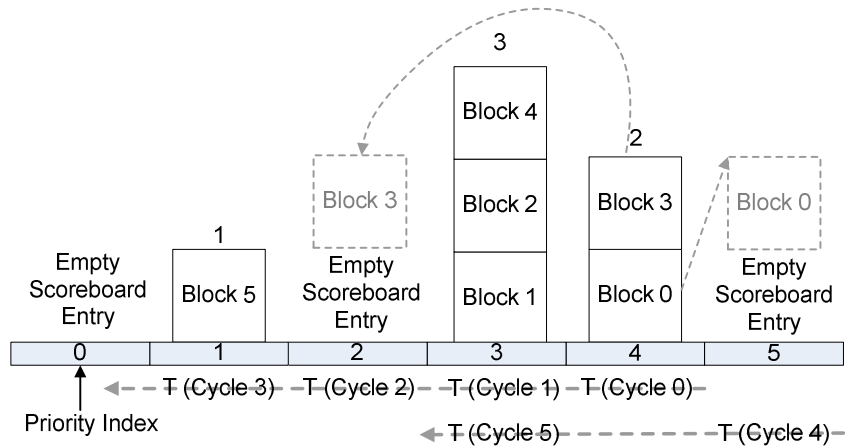 3
Block 4
2
Block 3
Block 2
Block 3
Block 0
1
Empty
Scoreboard
Entry
Block 5
Empty
Scoreboard
Entry
Block 1
Block 0
Empty
Scoreboard
Entry
0
1
2
3
4
5
T (Cycle 3)
T (Cycle 2)
T (Cycle 1)
T (Cycle 0)
Priority Index
T (Cycle 5)
T (Cycle 4)